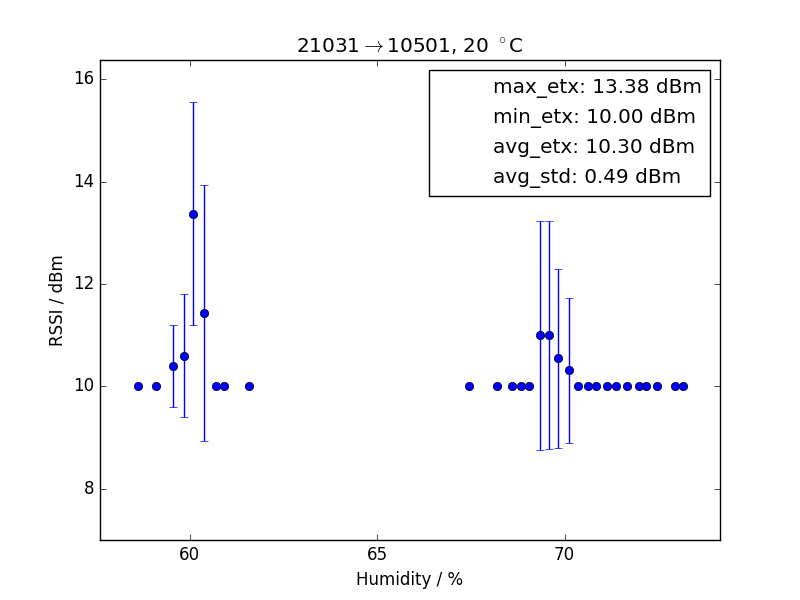 21031→10501, 20 °C
max_etx: 13.38 dBm
min_etx: 10.00 dBm
avg_etx: 10.30 dBm
avg_std: 0.49 dBm
RSSI / dBm
16
14
12
10
8
60
65
70
Humidity / %